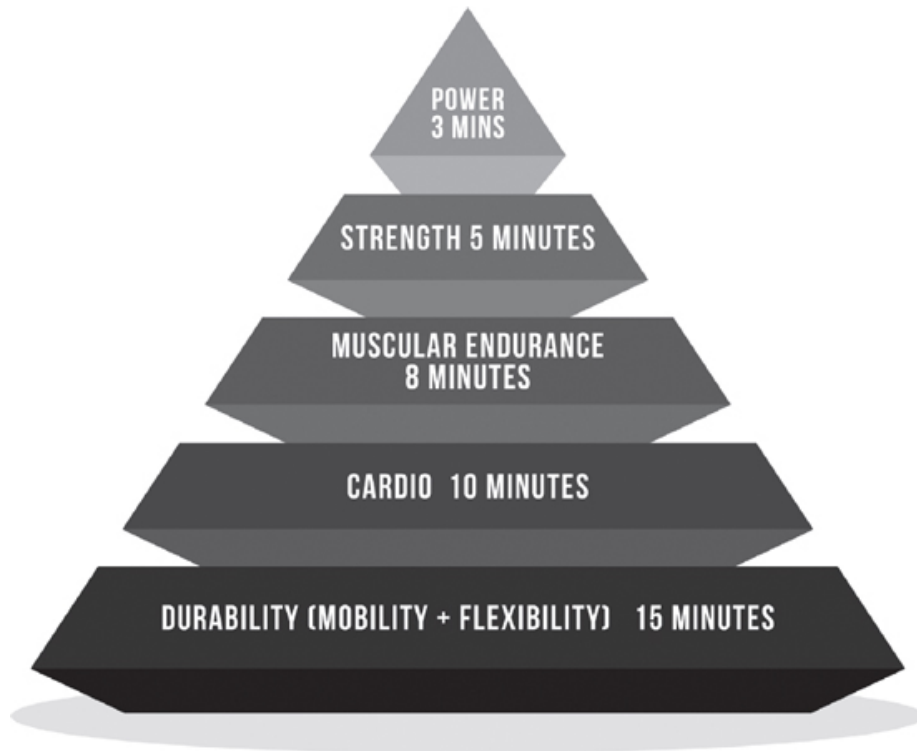 POWER
3 MINS
STRENGTH 5 MINUTES
MUSCULAR ENDURANCE
8 MINUTES
CARDIO 10 MINUTES
DURABILITY (MOBILITY + FLEXIBILITY) 15 MINUTES